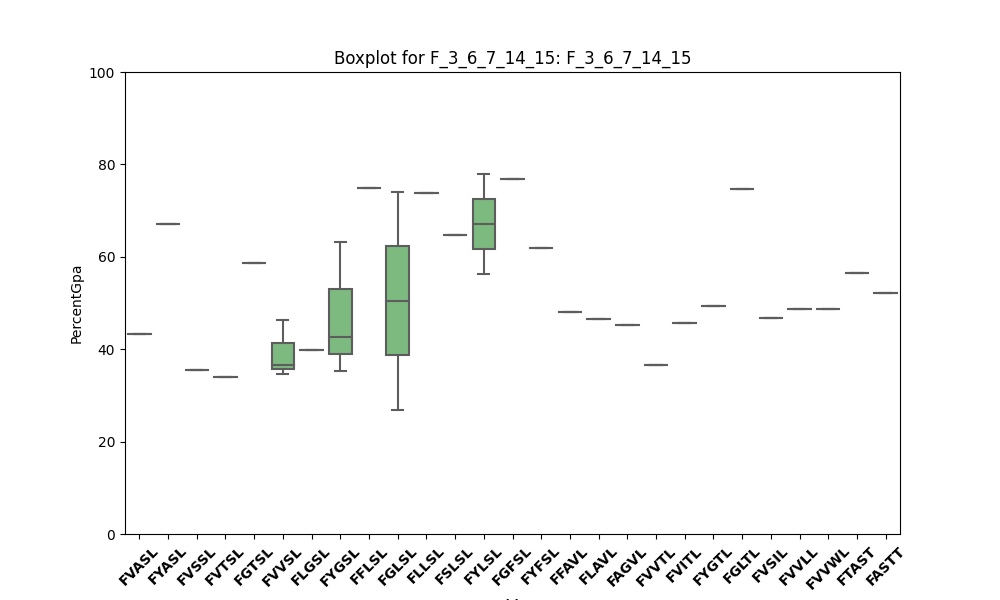 Boxplot for F_3_6_7_14_15: F_3_6_7_14_15
PercentGpa
100
80
60
40
20
0
FVASL
FYASL
FVSSL
FVTSL
FGTSL
FVVSL
FLGSL
FYGSL
FFLSL
FGLSL
FLLSL
FSLSL
FYLSL
FGFSL
FYFSL
FFAVL
FLAVL
FAGVL
FVVTL
FVITL
FYGTL
FGLTL
FVSIL
FVVLL
FVVWL
FTAST
FASTT